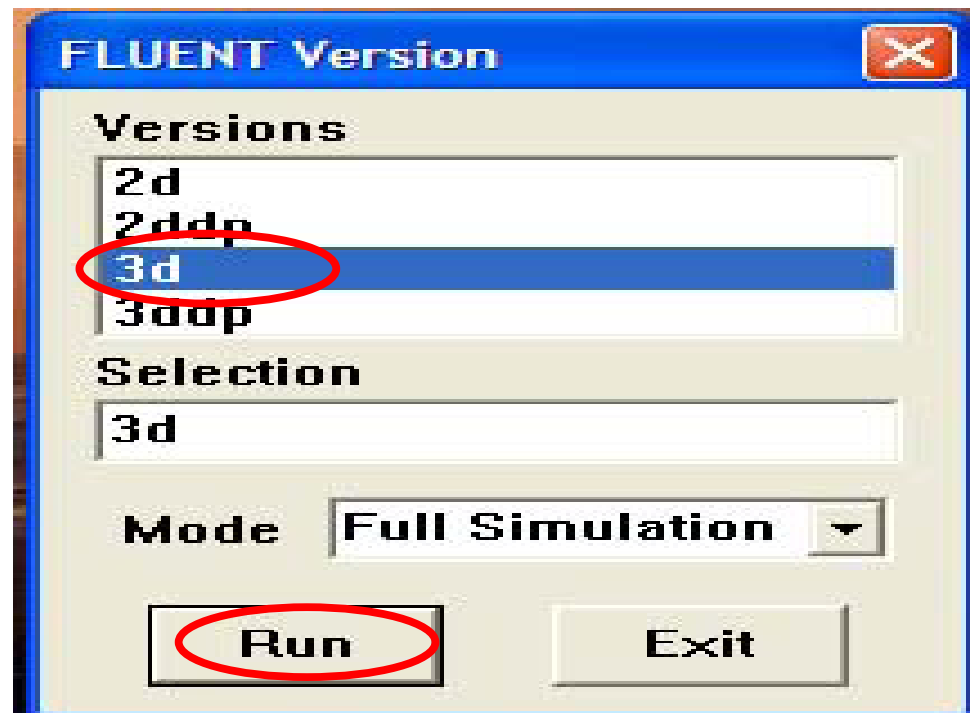 FLUENT Version
Versions
2d
2ddp
3d
3ddp
Selection
3d
Mode Full Simulation
Run Exit